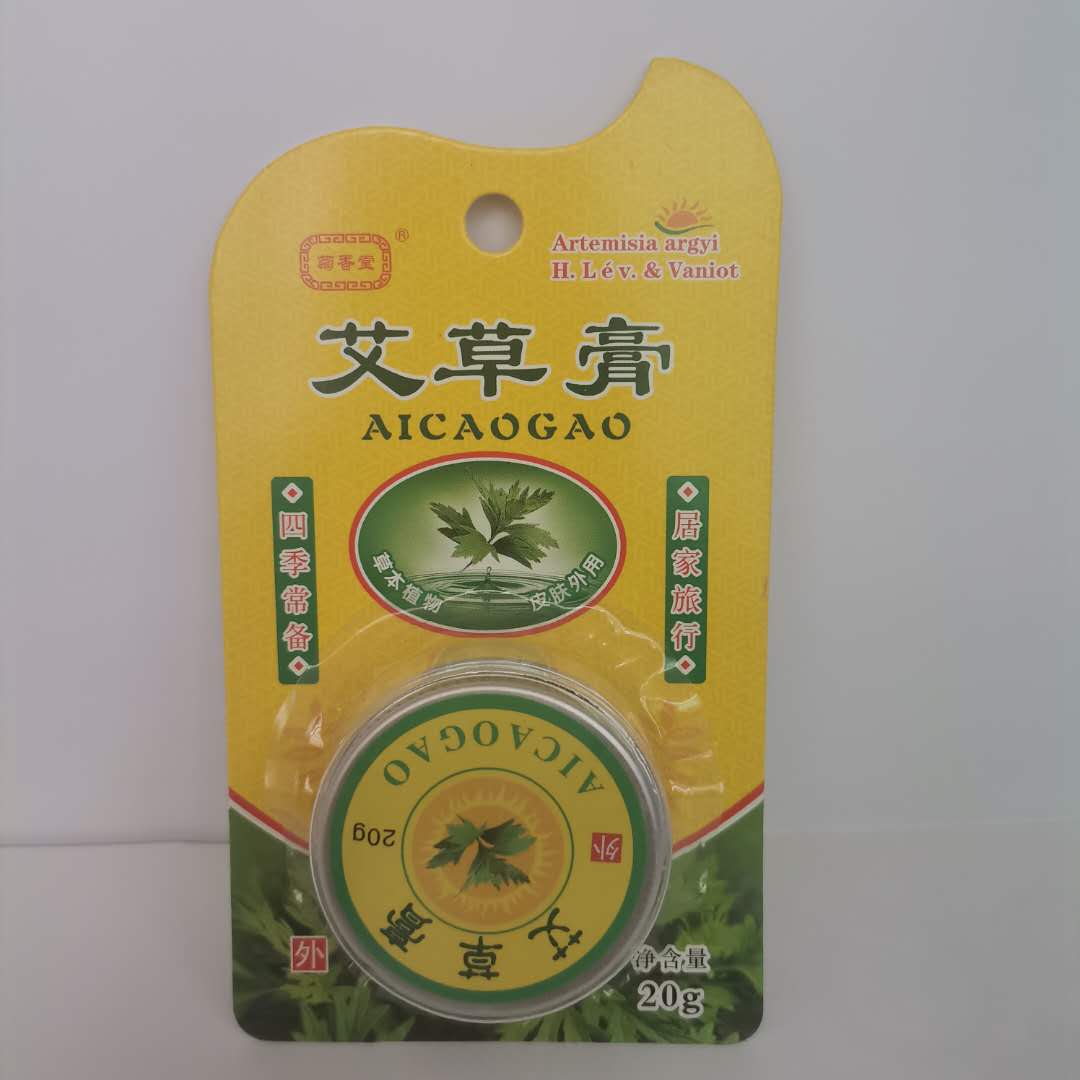 菊香堂®
Artemisia argyi
H. Lév. & Vaniot
艾草膏
AICAOGAO
四季常备
居家旅行
草本植物 皮肤外用
AICAOGAO
20g
外
艾草膏
外
净含量
20g